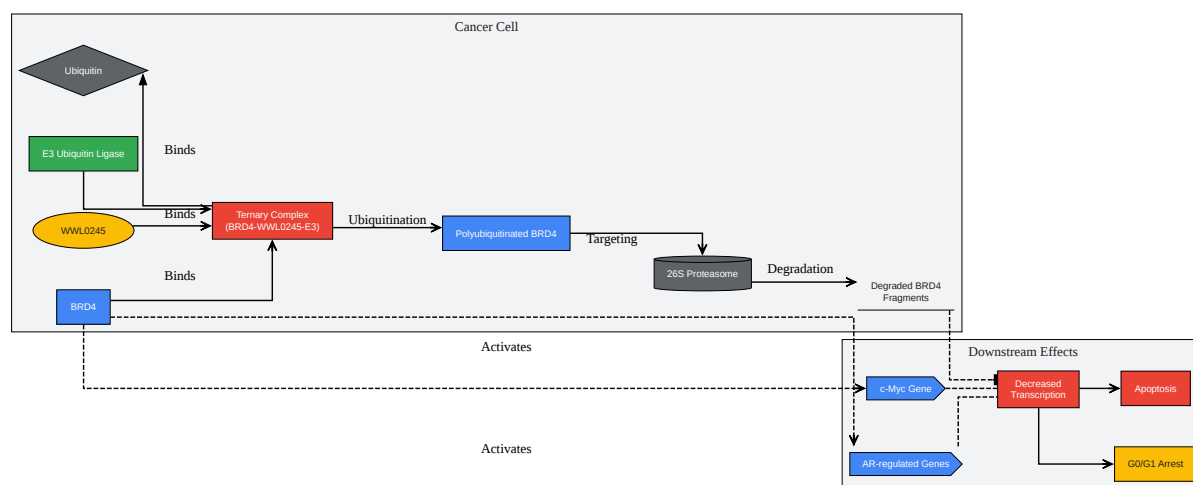 Cancer Cell
Ubiquitin
E3 Ubiquitin Ligase
Binds
WWL0245
Binds
Ternary Complex
(BRD4-WWL0245-E3)
Ubiquitination
Polyubiquitinated BRD4
Targeting
26S Proteasome
Degradation
Degraded BRD4
Fragments
Binds
BRD4
Activates
Downstream Effects
c-Myc Gene
Decreased
Transcription
Apoptosis
Activates
AR-regulated Genes
G0/G1 Arrest